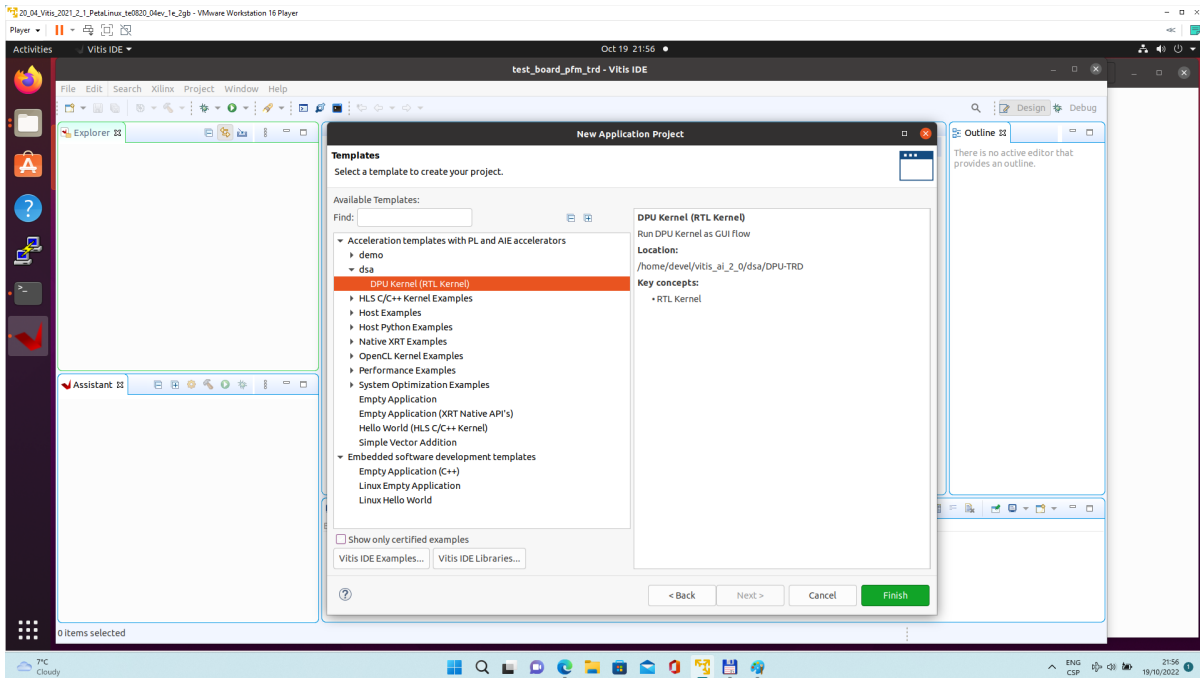 20_04_Vitis_2021_2_1_PetaLinux_te0820_04ev_1e_2gb - VMware Workstation 16 Player
Player
Activities Vitis IDE Oct 19 21:56
test_board_pfm_trd - Vitis IDE
File Edit Search Xilinx Project Window Help
Design Debug
Explorer
New Application Project
Outline
Templates
Select a template to create your project.
There is no active editor that
provides an outline.
Available Templates:
Find:
DPU Kernel (RTL Kernel)
Run DPU Kernel as GUI flow
Location:
/home/devel/vitis_ai_2_0/dsa/DPU-TRD
Key concepts:
• RTL Kernel
Acceleration templates with PL and AIE accelerators
demo
dsa
DPU Kernel (RTL Kernel)
HLS C/C++ Kernel Examples
Host Examples
Host Python Examples
Native XRT Examples
OpenCL Kernel Examples
Performance Examples
System Optimization Examples
Empty Application
Empty Application (XRT Native API's)
Hello World (HLS C/C++ Kernel)
Simple Vector Addition
Embedded software development templates
Empty Application (C++)
Linux Empty Application
Linux Hello World
Assistant
Show only certified examples
Vitis IDE Examples... Vitis IDE Libraries...
< Back Next > Cancel Finish
0 items selected
7°C
Cloudy
ENG
CSP
21:56
19/10/2022
1